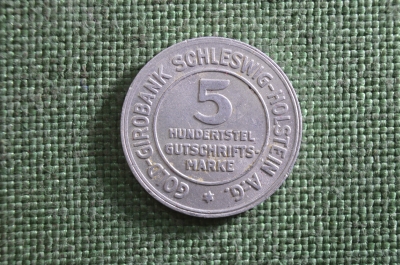 GOLD-GIROBANK SCHLESWIG-HOLSTEIN A.G.
5
HUNDERTSTEL
GUTSCHRIFTS-
MARKE